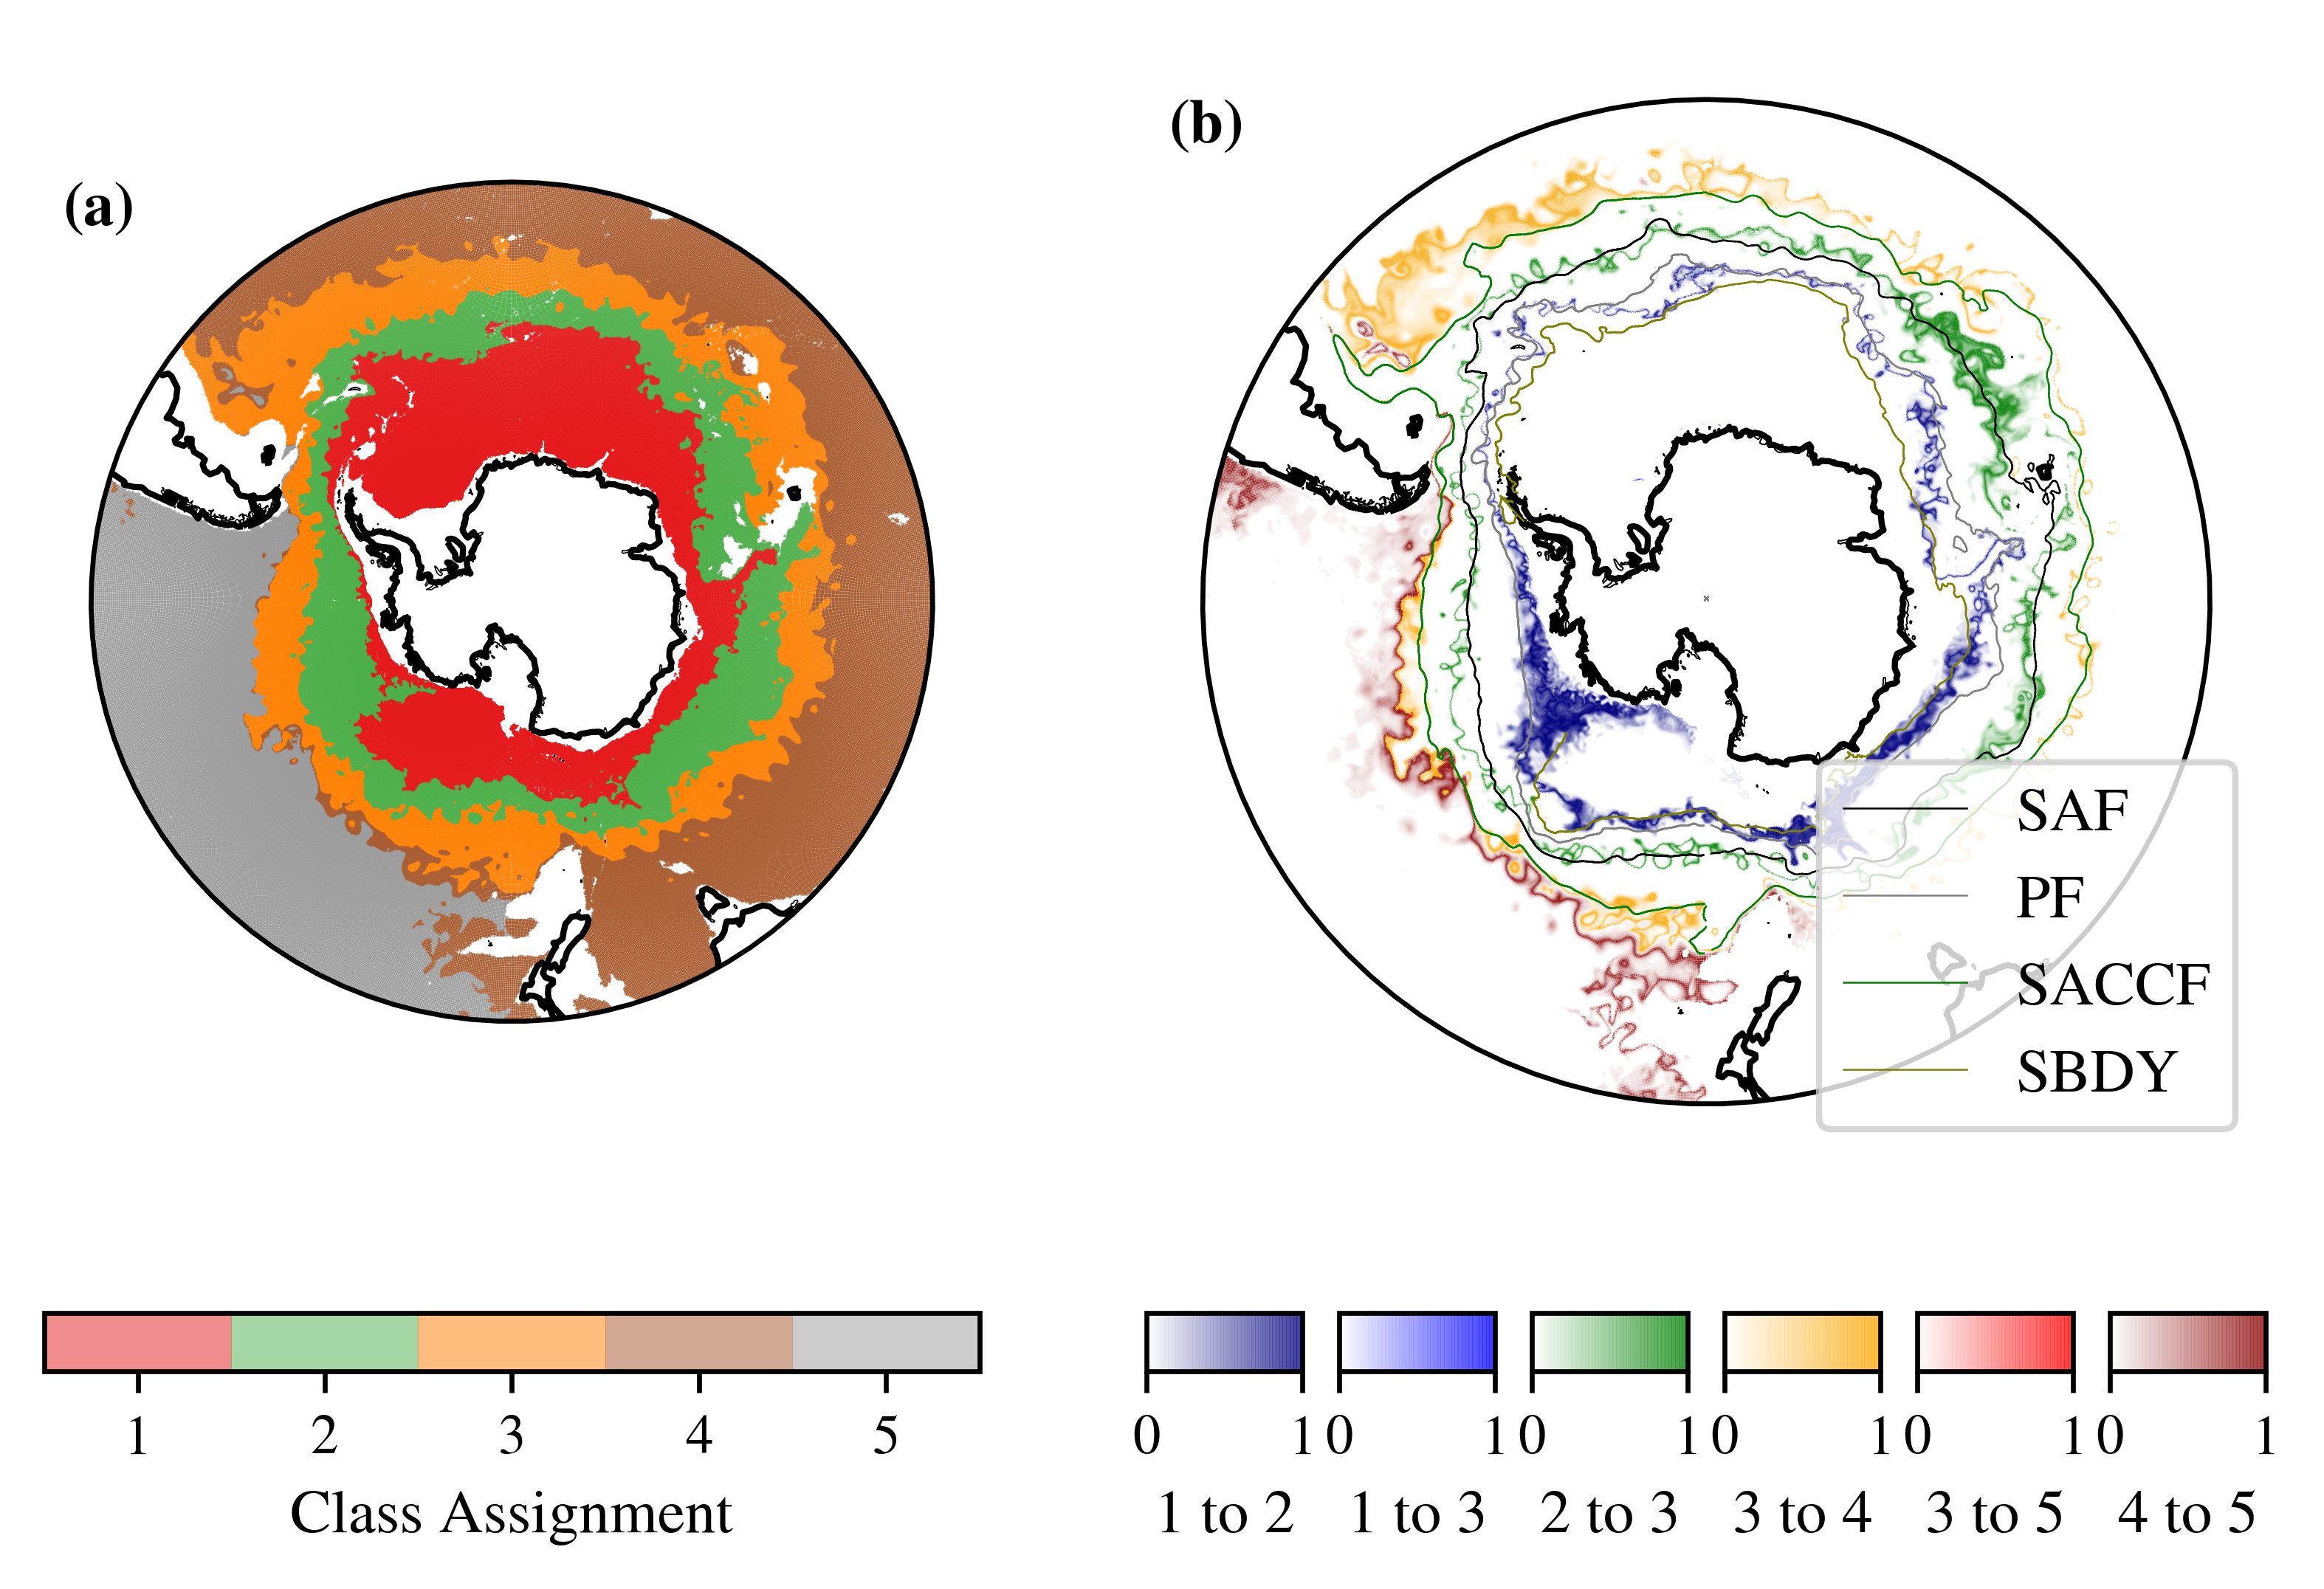 (a)
(b)
SAF
PF
SACCF
SBDY
1 2 3 4 5
Class Assignment
0 1 0 1 0 1 0 1 0 1 0 1
1 to 2 1 to 3 2 to 3 3 to 4 3 to 5 4 to 5